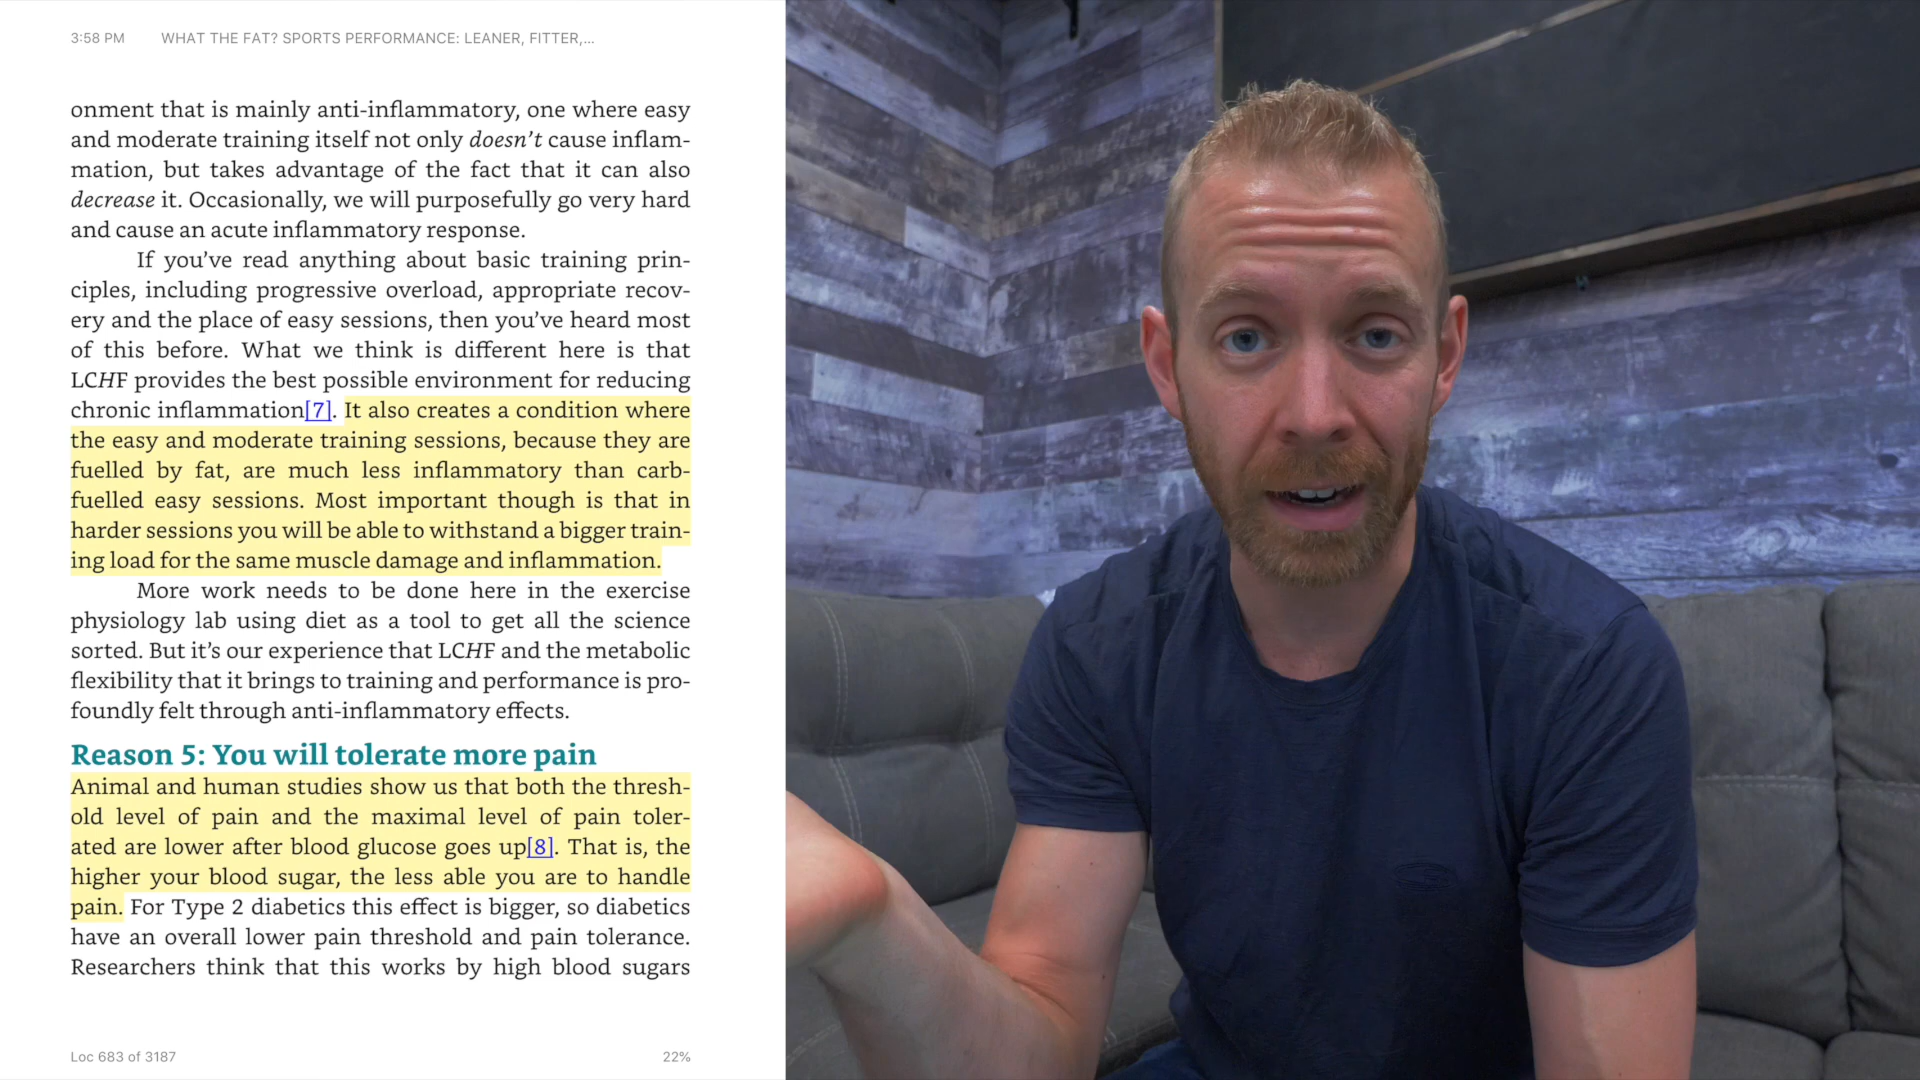 3:58 PM WHAT THE FAT? SPORTS PERFORMANCE: LEANER, FITTER,...
onment that is mainly anti-inflammatory, one where easy
and moderate training itself not only doesn't cause inflam-
mation, but takes advantage of the fact that it can also
decrease it. Occasionally, we will purposefully go very hard
and cause an acute inflammatory response.
If you've read anything about basic training prin-
ciples, including progressive overload, appropriate recov-
ery and the place of easy sessions, then you've heard most
of this before. What we think is different here is that
LCHF provides the best possible environment for reducing
chronic inflammation[7]. It also creates a condition where
the easy and moderate training sessions, because they are
fuelled by fat, are much less inflammatory than carb-
fuelled easy sessions. Most important though is that in
harder sessions you will be able to withstand a bigger train-
ing load for the same muscle damage and inflammation.
More work needs to be done here in the exercise
physiology lab using diet as a tool to get all the science
sorted. But it's our experience that LCHF and the metabolic
flexibility that it brings to training and performance is pro-
foundly felt through anti-inflammatory effects.
Reason 5: You will tolerate more pain
Animal and human studies show us that both the thresh-
old level of pain and the maximal level of pain toler-
ated are lower after blood glucose goes up[8]. That is, the
higher your blood sugar, the less able you are to handle
pain. For Type 2 diabetics this effect is bigger, so diabetics
have an overall lower pain threshold and pain tolerance.
Researchers think that this works by high blood sugars
Loc 683 of 3187 22%